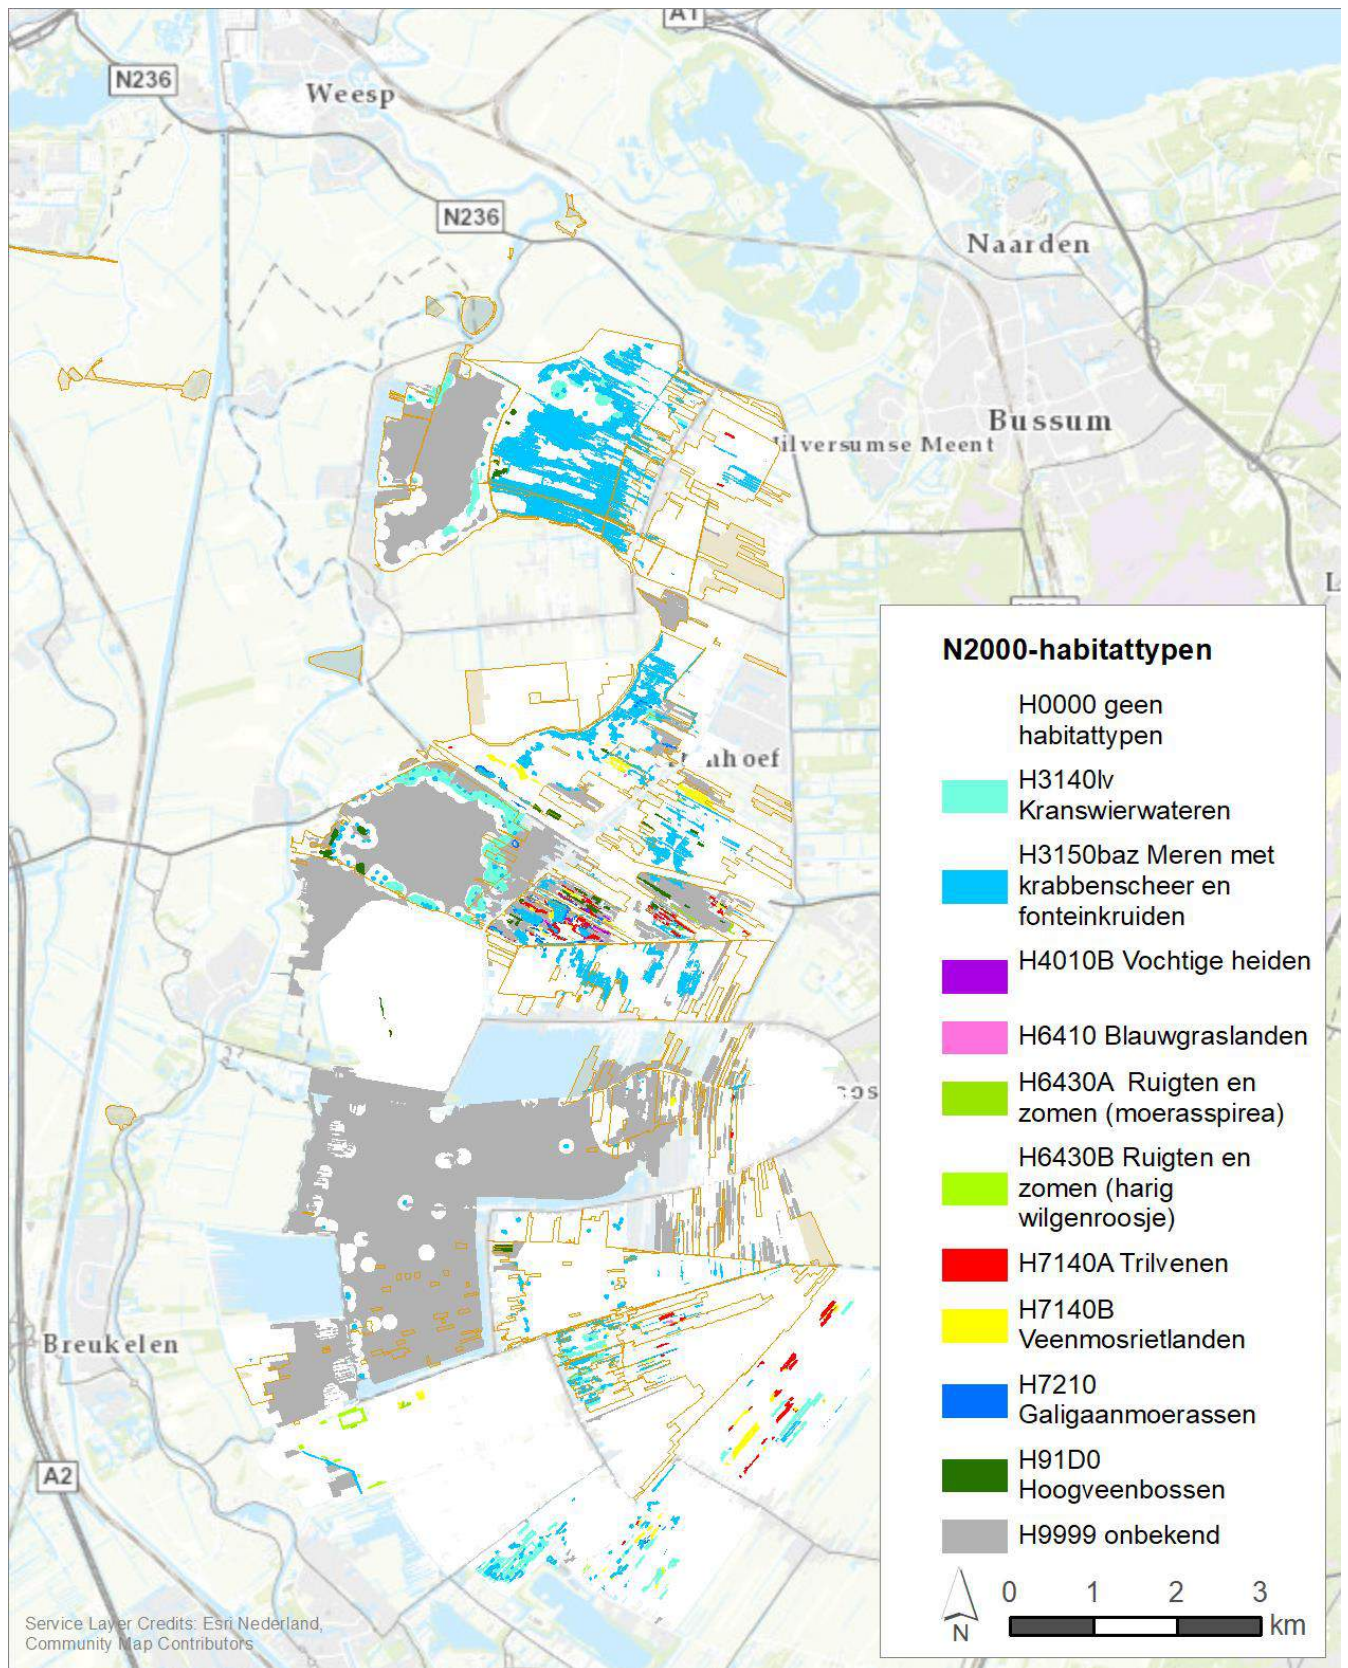 A1
N236
Weesp
N236
Naarden
Bussum
ilversumse Meent
L
nhoef
os
Breukelen
A2
N2000-habitattypen
H0000 geen
habitattypen
H3140lv
Kranswierwateren
H3150baz Meren met
krabbenscheer en
fonteinkruiden
H4010B Vochtige heiden
H6410 Blauwgraslanden
H6430A Ruigten en
zomen (moerasspirea)
H6430B Ruigten en
zomen (harig
wilgenroosje)
H7140A Trilvenen
H7140B
Veenmosrietlanden
H7210
Galigaanmoerassen
H91D0
Hoogveenbossen
H9999 onbekend
0 1 2 3
km
N
Service Layer Credits: Esri Nederland,
Community Map Contributors